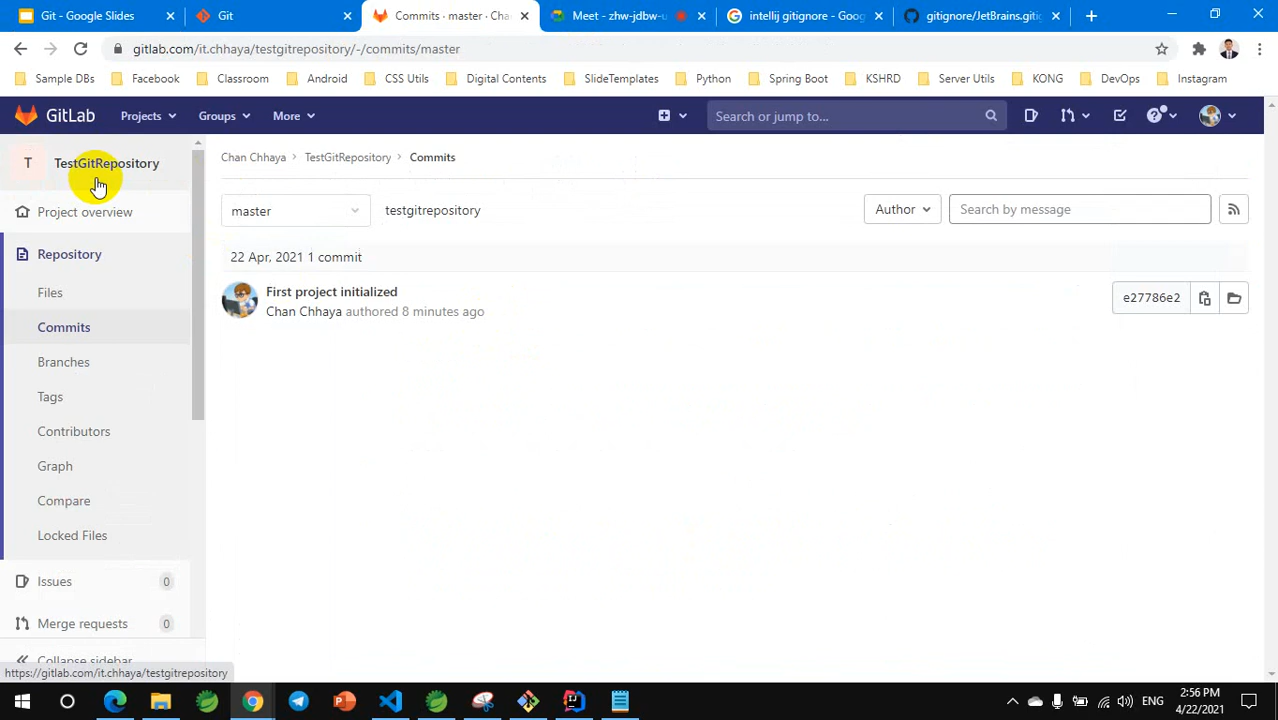 Git - Google Slides
Git
Commits · master · Cha
Meet - zhw-jdbw-u
intellij gitignore - Goog
gitignore/JetBrains.giti
gitlab.com/it.chhaya/testgitrepository/-/commits/master
Sample DBs
Facebook
Classroom
Android
CSS Utils
Digital Contents
SlideTemplates
Python
Spring Boot
KSHRD
Server Utils
KONG
DevOps
Instagram
GitLab
Projects
Groups
More
Search or jump to...
T
TestGitRepository
Chan Chhaya
TestGitRepository
Commits
Project overview
master
testgitrepository
Author
Search by message
Repository
22 Apr, 2021 1 commit
Files
First project initialized
Chan Chhaya authored 8 minutes ago
e27786e2
Commits
Branches
Tags
Contributors
Graph
Compare
Locked Files
Issues
0
Merge requests
0
Collapse sidebar
https://gitlab.com/it.chhaya/testgitrepository
ENG
2:56 PM
4/22/2021